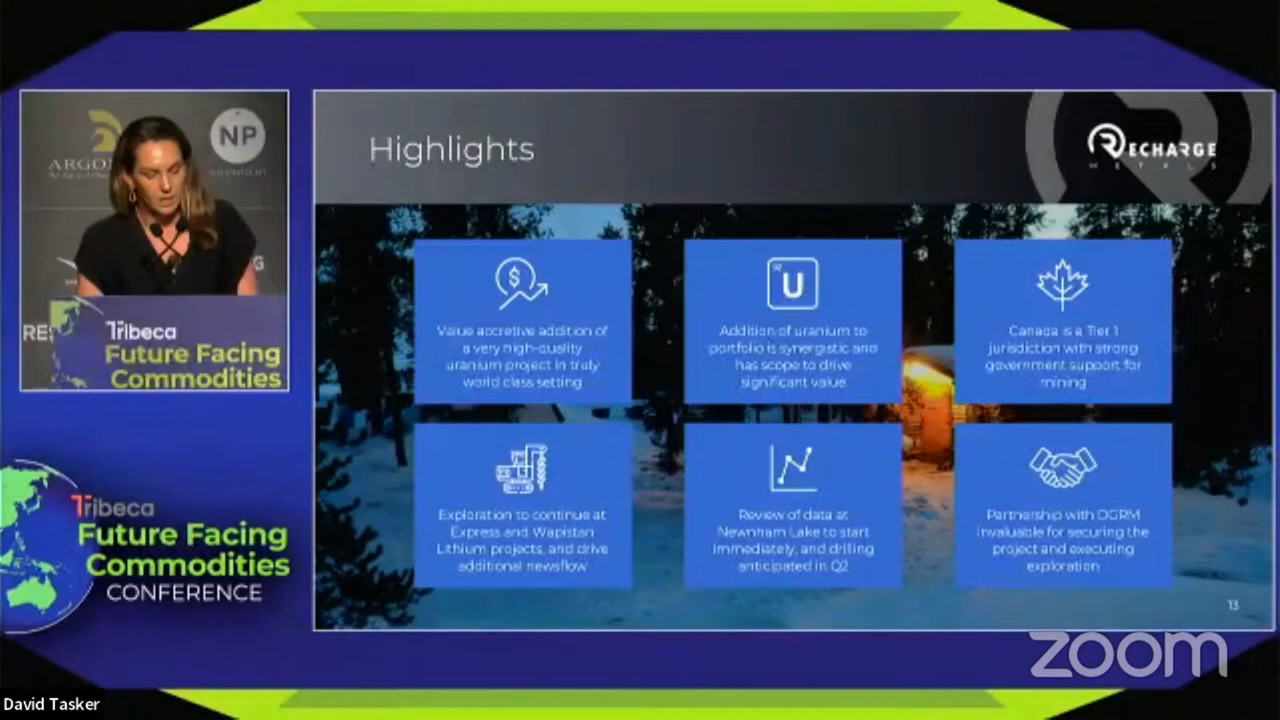 Highlights
RECHARGE
METALS
Value accretive addition of
a very high-quality
uranium project in truly
world class setting
92
U
Addition of uranium to
portfolio is synergistic and
has scope to drive
significant value
Canada is a Tier 1
jurisdiction with strong
government support for
mining
Exploration to continue at
Express and Wapistan
Lithium projects, and drive
additional newsflow
Review of data at
Newnham Lake to start
immediately, and drilling
anticipated in Q2
Partnership with DGRM
invaluable for securing the
project and executing
exploration
13
NP
Tribeca
Future Facing
Commodities
Tribeca
Future Facing
Commodities
CONFERENCE
zoom
David Tasker